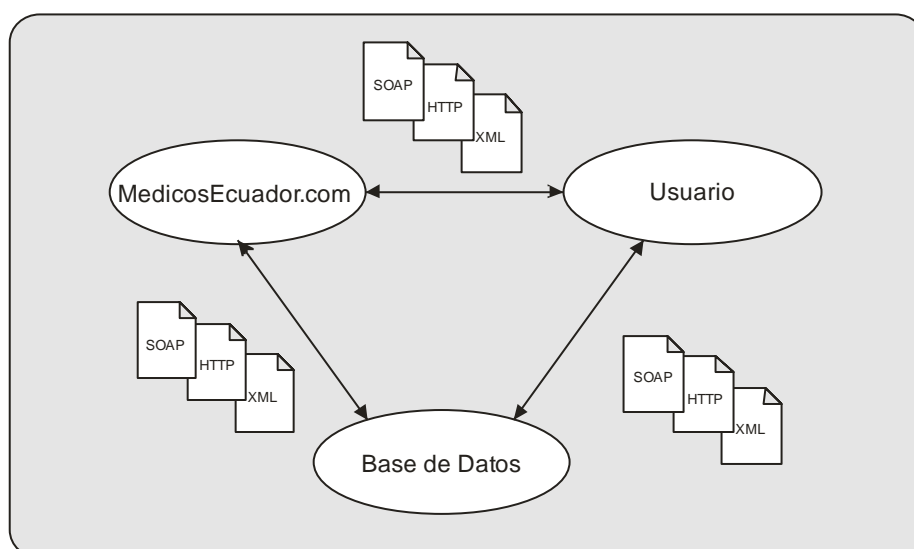 SOAP
HTTP
XML
MedicosEcuador.com
Usuario
SOAP
HTTP
XML
SOAP
HTTP
XML
Base de Datos